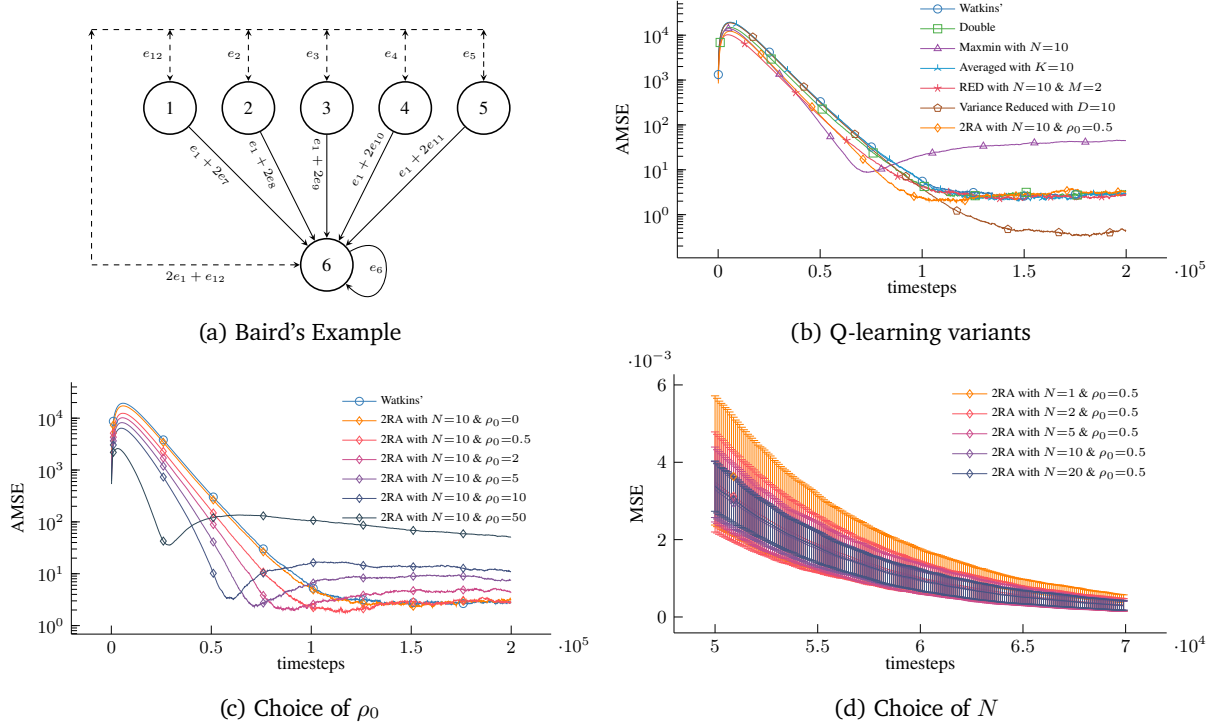 e12
e2
e3
e4
e5
1
2
3
4
5
e1 + 2e7
e1 + 2e8
e1 + 2e9
e1 + 2e10
e1 + 2e11
6
e6
2e1 + e12
(a) Baird's Example
AMSE
10^4
10^3
10^2
10^1
10^0
0
0.5
1
1.5
2
·10^5
timesteps
Watkins'
Double
Maxmin with N=10
Averaged with K=10
RED with N=10 & M=2
Variance Reduced with D=10
2RA with N=10 & ρ0=0.5
(b) Q-learning variants
AMSE
10^4
10^3
10^2
10^1
10^0
0
0.5
1
1.5
2
·10^5
timesteps
Watkins'
2RA with N=10 & ρ0=0
2RA with N=10 & ρ0=0.5
2RA with N=10 & ρ0=2
2RA with N=10 & ρ0=5
2RA with N=10 & ρ0=10
2RA with N=10 & ρ0=50
(c) Choice of ρ0
·10^−3
MSE
6
4
2
0
5
5.5
6
6.5
7
·10^4
timesteps
2RA with N=1 & ρ0=0.5
2RA with N=2 & ρ0=0.5
2RA with N=5 & ρ0=0.5
2RA with N=10 & ρ0=0.5
2RA with N=20 & ρ0=0.5
(d) Choice of N